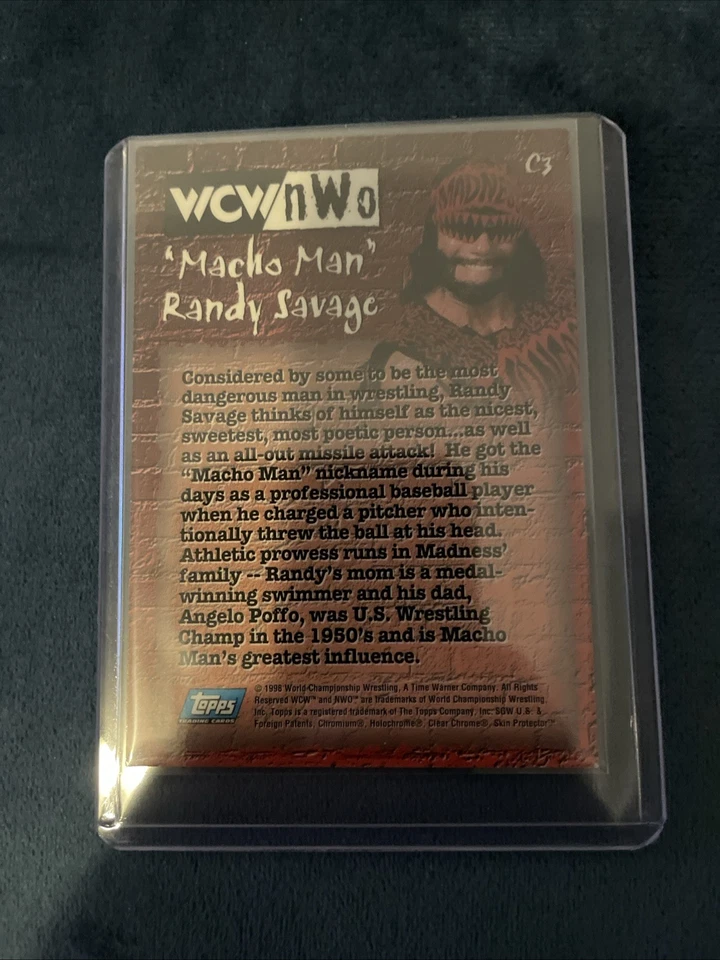 C3
WCW/nWo
MADNESS
"Macho Man"
Randy Savage
Considered by some to be the most
dangerous man in wrestling, Randy
Savage thinks of himself as the nicest,
sweetest, most poetic person...as well
as an all-out missile attack! He got the
"Macho Man" nickname during his
days as a professional baseball player
when he charged a pitcher who inten-
tionally threw the ball at his head.
Athletic prowess runs in Madness'
family -- Randy's mom is a medal-
winning swimmer and his dad,
Angelo Poffo, was U.S. Wrestling
Champ in the 1950's and is Macho
Man's greatest influence.
Topps
TRADING CARDS
© 1998 World Championship Wrestling, A Time Warner Company. All Rights
Reserved WCW™ and NWO™ are trademarks of World Championship Wrestling,
Inc. Topps is a registered trademark of The Topps Company, Inc. SGW U.S. &
Foreign Patents, Chromium®, Holochrome®, Clear Chrome®, Skin Protector™